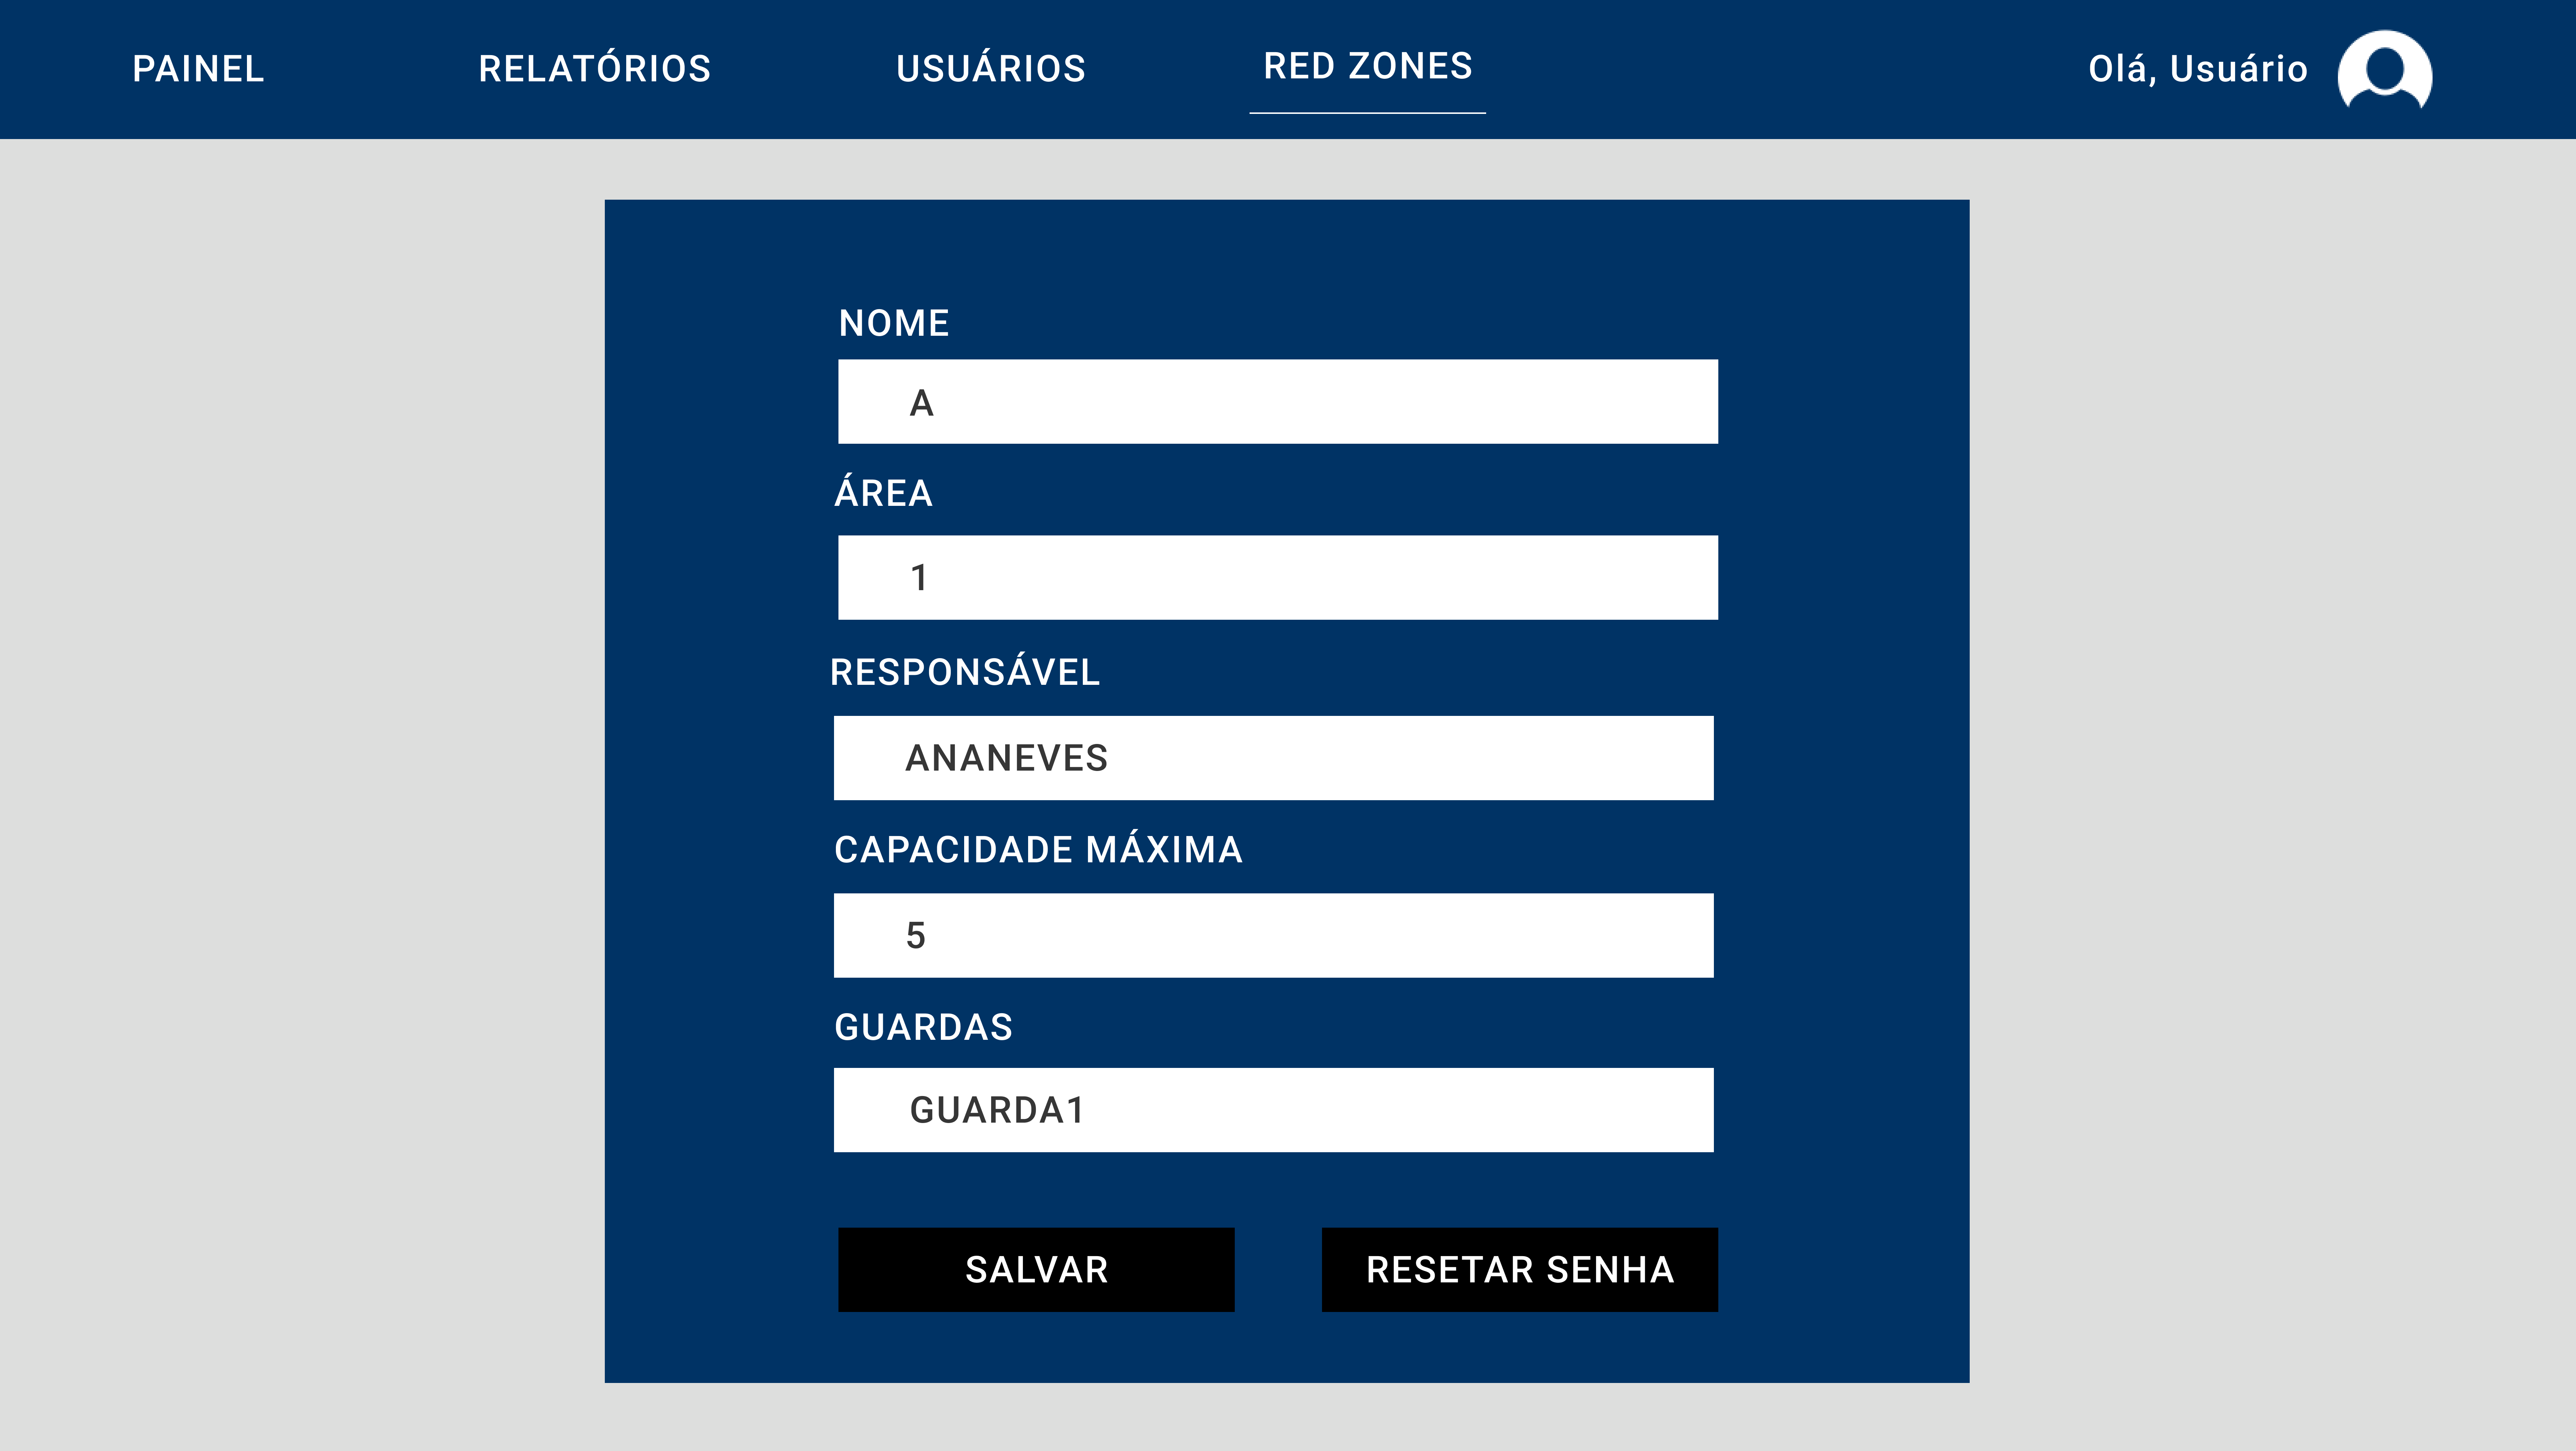 PAINEL RELATÓRIOS USUÁRIOS RED ZONES Olá, Usuário
NOME
A
ÁREA
1
RESPONSÁVEL
ANANEVES
CAPACIDADE MÁXIMA
5
GUARDAS
GUARDA1
SALVAR RESETAR SENHA